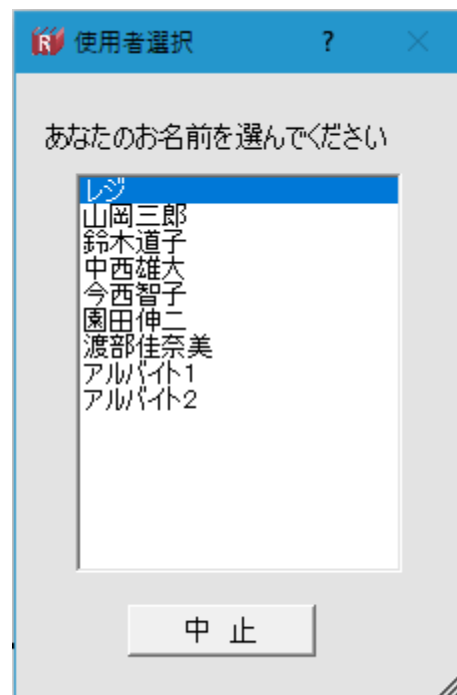 使用者選択
?
あなたのお名前を選んでください
レジ
山岡三郎
鈴木道子
中西雄大
今西智子
園田伸二
渡部佳奈美
アルバイト1
アルバイト2
中 止